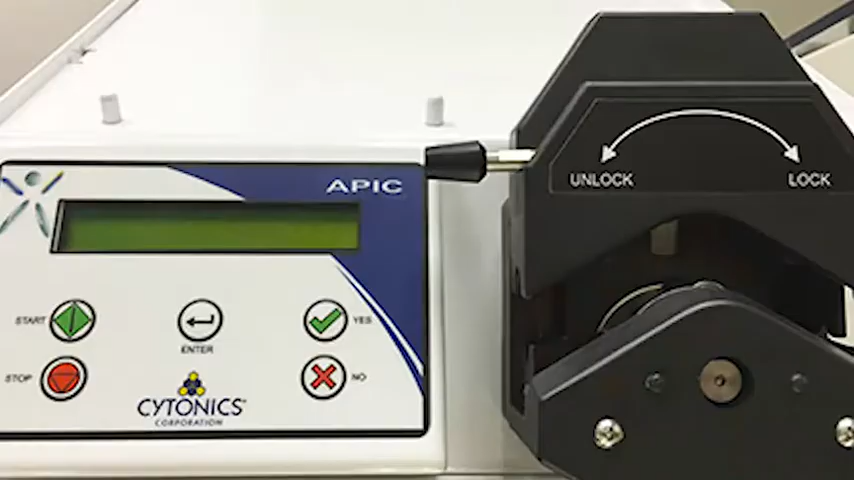 APIC
UNLOCK
LOCK
START
ENTER
YES
STOP
NO
CYTONICS
CORPORATION